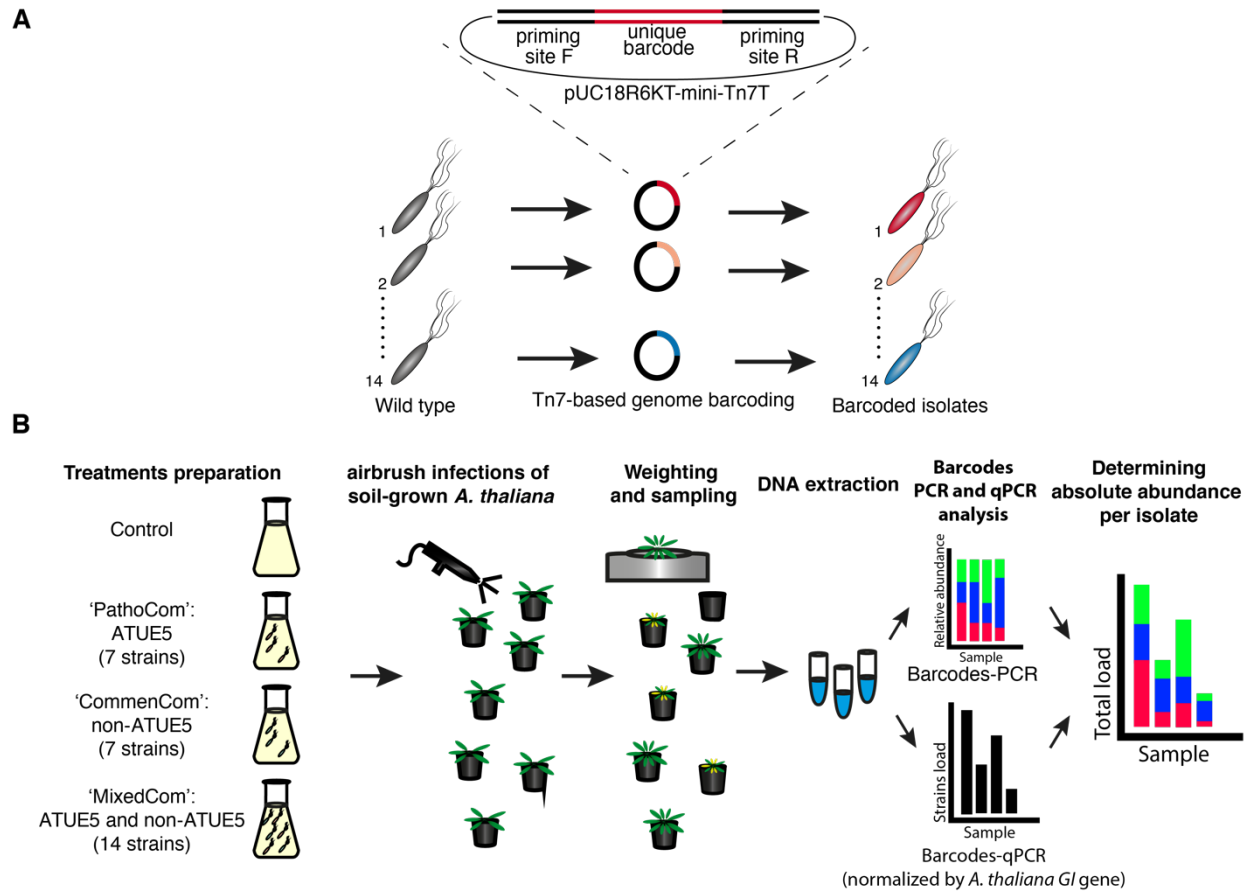 A
priming
site F
unique
barcode
priming
site R
pUC18R6KT-mini-Tn7T
1
2
14
1
2
14
Wild type
Tn7-based genome barcoding
Barcoded isolates
B
Treatments preparation
Control
'PathoCom':
ATUE5
(7 strains)
'CommenCom':
non-ATUE5
(7 strains)
'MixedCom':
ATUE5 and non-ATUE5
(14 strains)
airbrush infections of
soil-grown A. thaliana
Weighting
and sampling
DNA extraction
Barcodes
PCR and qPCR
analysis
Relative abundance
Sample
Barcodes-PCR
Strains load
Sample
Barcodes-qPCR
(normalized by A. thaliana GI gene)
Determining
absolute abundance
per isolate
Total load
Sample